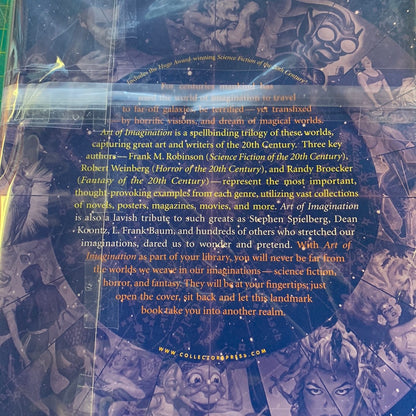 Includes the Hugo Award-winning Science Fiction of the 20th Century
For centuries
the world of imagination to travel
to far-off galaxies, be terrified — yet transfixed
— by horrific visions, and dream of magical worlds.
Art of Imagination is a spellbinding trilogy of these worlds,
capturing great art and writers of the 20th Century. Three key
authors — Frank M. Robinson (Science Fiction of the 20th Century),
Robert Weinberg (Horror of the 20th Century), and Randy Broecker
(Fantasy of the 20th Century) — represent the most important,
thought-provoking examples from each genre, utilizing vast collections
of novels, posters, magazines, movies, and more. Art of Imagination
is also a lavish tribute to such greats as Stephen Spielberg, Dean
Koontz, L. Frank Baum, and hundreds of others who stretched our
imaginations, dared us to wonder and pretend. With Art of
Imagination as part of your library, you will never be far from
the worlds we weave in our imaginations — science fiction,
horror, and fantasy. They will be at your fingertips; just
open the cover, sit back and let this landmark
book take you into another realm.
WWW.COLLECTORSPRESS.COM